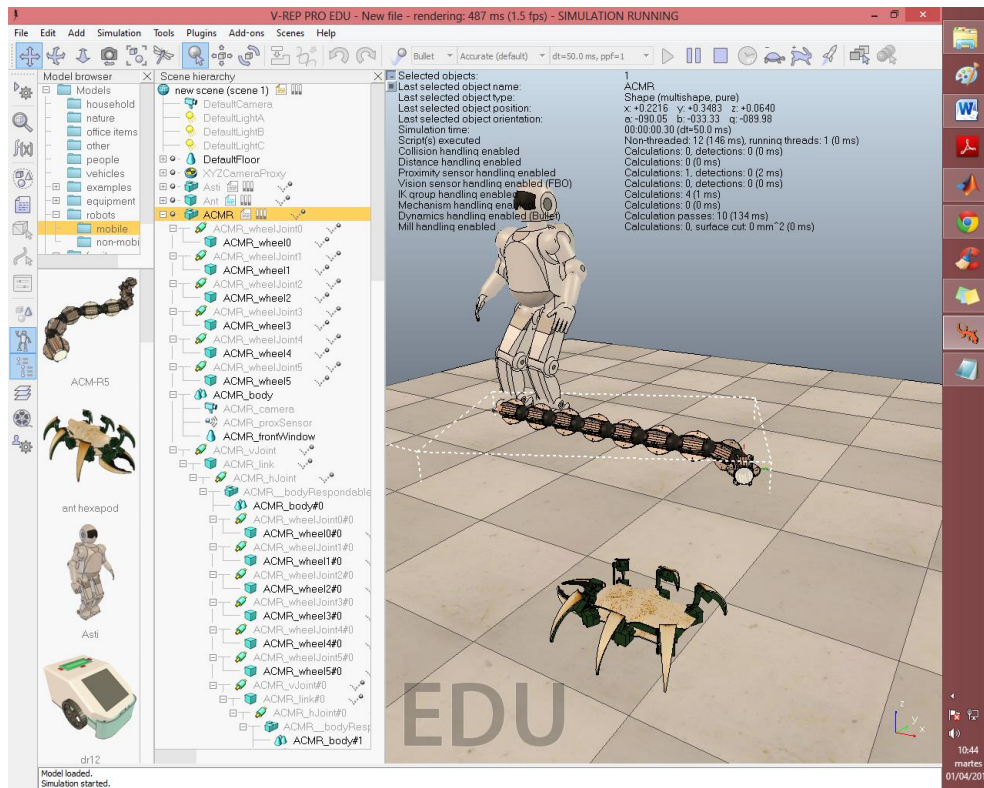 V-REP PRO EDU - New file - rendering: 487 ms (1.5 fps) - SIMULATION RUNNING
File Edit Add Simulation Tools Plugins Add-ons Scenes Help
Bullet Accurate (default) dt=50.0 ms, ppf=1
Model browser
Models
household
nature
office items
other
people
vehicles
examples
equipment
robots
mobile
non-mobi
ACM-R5
ant hexapod
Asti
dr12
Scene hierarchy
new scene (scene 1)
DefaultCamera
DefaultLightA
DefaultLightB
DefaultLightC
DefaultFloor
XYZCameraProxy
Asti
Ant
ACMR
ACMR_wheelJoint0
ACMR_wheel0
ACMR_wheelJoint1
ACMR_wheel1
ACMR_wheelJoint2
ACMR_wheel2
ACMR_wheelJoint3
ACMR_wheel3
ACMR_wheelJoint4
ACMR_wheel4
ACMR_wheelJoint5
ACMR_wheel5
ACMR_body
ACMR_camera
ACMR_proxSensor
ACMR_frontWindow
ACMR_vJoint
ACMR_link
ACMR_hJoint
ACMR__bodyRespondable
ACMR_body#0
ACMR_wheelJoint0#0
ACMR_wheel0#0
ACMR_wheelJoint1#0
ACMR_wheel1#0
ACMR_wheelJoint2#0
ACMR_wheel2#0
ACMR_wheelJoint3#0
ACMR_wheel3#0
ACMR_wheelJoint4#0
ACMR_wheel4#0
ACMR_wheelJoint5#0
ACMR_wheel5#0
ACMR_vJoint#0
ACMR_link#0
ACMR_hJoint#0
ACMR__bodyResp
ACMR_body#1
Selected objects: 1
Last selected object name: ACMR
Last selected object type: Shape (multishape, pure)
Last selected object position: x: +0.2216 y: +0.3483 z: +0.0640
Last selected object orientation: a: -090.05 b: -033.33 g: -089.98
Simulation time: 00:00:00.30 (dt=50.0 ms)
Script(s) executed Non-threaded: 12 (146 ms), running threads: 1 (0 ms)
Collision handling enabled Calculations: 0, detections: 0 (0 ms)
Distance handling enabled Calculations: 0 (0 ms)
Proximity sensor handling enabled Calculations: 1, detections: 0 (2 ms)
Vision sensor handling enabled (FBO) Calculations: 0, detections: 0 (0 ms)
IK group handling enabled Calculations: 4 (1 ms)
Mechanism handling enabled Calculations: 0 (0 ms)
Dynamics handling enabled (Bullet) Calculation passes: 10 (134 ms)
Mill handling enabled Calculations: 0, surface cut: 0 mm^2 (0 ms)
EDU
z
y
x
Model loaded.
Simulation started.
10:44
martes
01/04/201